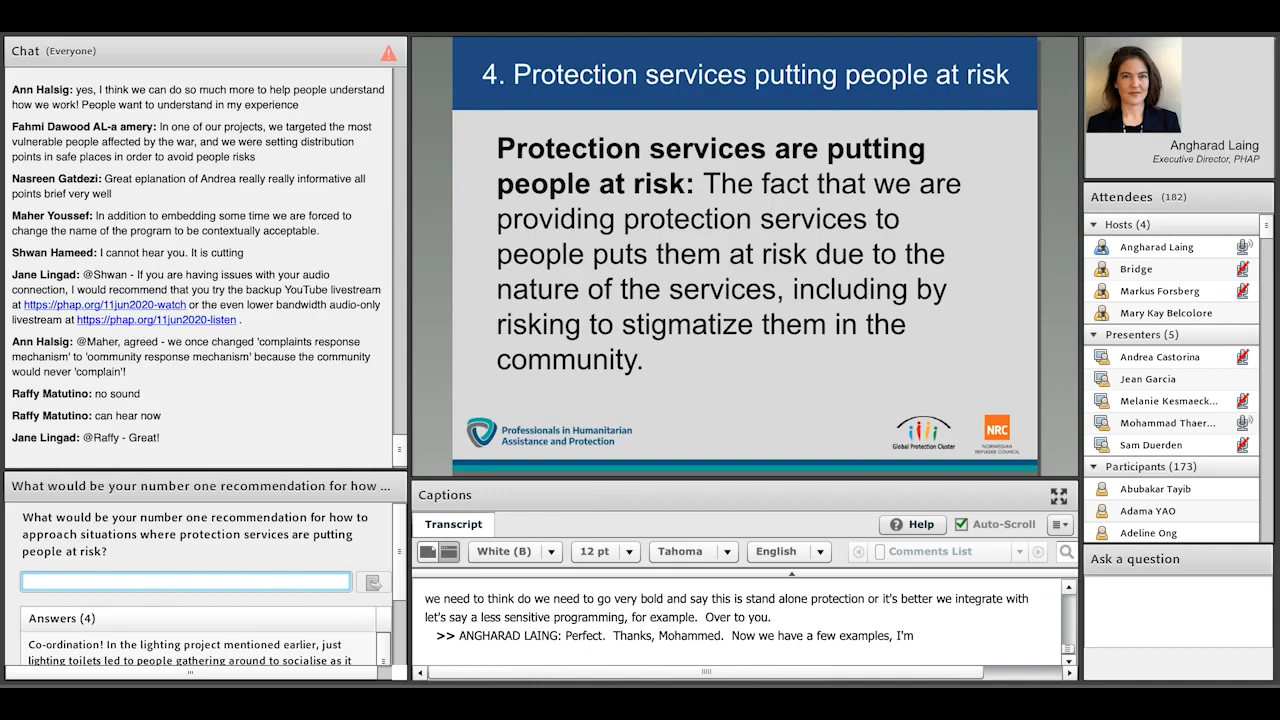 Chat (Everyone)
Ann Halsig: yes, I think we can do so much more to help people understand
how we work! People want to understand in my experience
Fahmi Dawood AL-a amery: In one of our projects, we targeted the most
vulnerable people affected by the war, and we were setting distribution
points in safe places in order to avoid people risks
Nasreen Gatdezi: Great eplanation of Andrea really really informative all
points brief very well
Maher Youssef: In addition to embedding some time we are forced to
change the name of the program to be contextually acceptable.
Shwan Hameed: I cannot hear you. It is cutting
Jane Lingad: @Shwan - If you are having issues with your audio
connection, I would recommend that you try the backup YouTube livestream
at https://phap.org/11jun2020-watch or the even lower bandwidth audio-only
livestream at https://phap.org/11jun2020-listen .
Ann Halsig: @Maher, agreed - we once changed 'complaints response
mechanism' to 'oommunity response mechanism' because the community
would never 'complain'!
Raffy Matutino: no sound
Raffy Matutino: can hear now
Jane Lingad: @Raffy - Great!
What would be your number one recommendation for how ...
What would be your number one recommendation for how to
approach situations where protection services are putting
people at risk?
Answers (4)
Co-ordination! In the lighting project mentioned earlier, just
lighting toilets led to people gathering around to socialise as it
4. Protection services putting people at risk
Protection services are putting
people at risk: The fact that we are
providing protection services to
people puts them at risk due to the
nature of the services, including by
risking to stigmatize them in the
community.
Professionals in Humanitarian
Assistance and Protection
Global Protection Cluster
NRC
NORWEGIAN
REFUGEE COUNCIL
Captions
Transcript
Help
Auto-Scroll
White (B)
12 pt
Tahoma
English
Comments List
we need to think do we need to go very bold and say this is stand alone protection or it's better we integrate with
let's say a less sensitive programming, for example. Over to you.
>> ANGHARAD LAING: Perfect. Thanks, Mohammed. Now we have a few examples, I'm
Angharad Laing
Executive Director, PHAP
Attendees (182)
Hosts (4)
Angharad Laing
Bridge
Markus Forsberg
Mary Kay Belcolore
Presenters (5)
Andrea Castorina
Jean Garcia
Melanie Kesmaeck...
Mohammad Thaer...
Sam Duerden
Participants (173)
Abubakar Tayib
Adama YAO
Adeline Ong
Ask a question